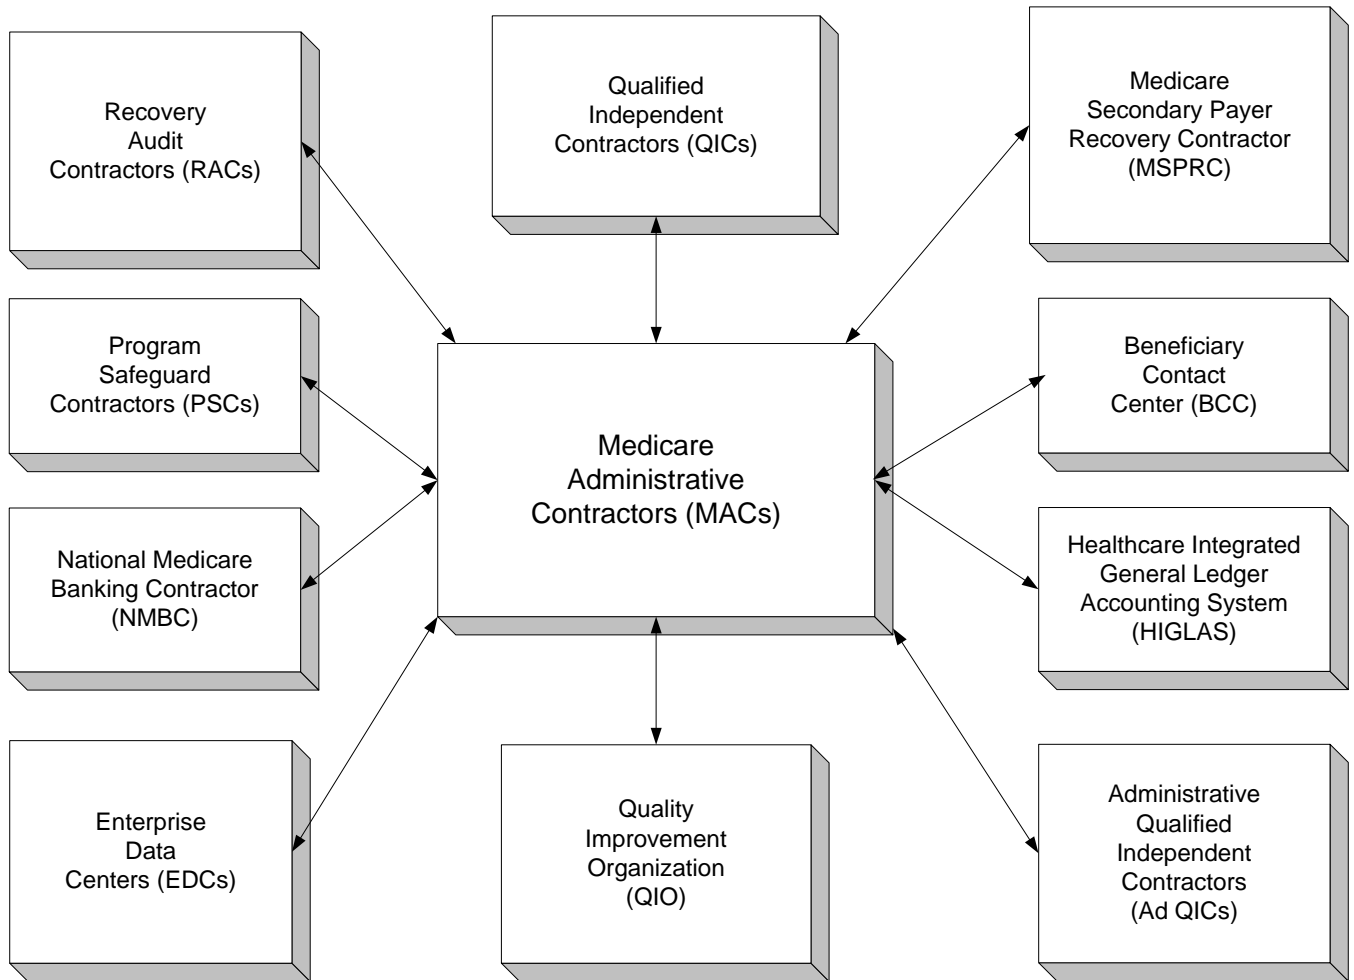 Recovery
Audit
Contractors (RACs)
Qualified
Independent
Contractors (QICs)
Medicare
Secondary Payer
Recovery Contractor
(MSPRC)
Program
Safeguard
Contractors (PSCs)
Medicare
Administrative
Contractors (MACs)
Beneficiary
Contact
Center (BCC)
National Medicare
Banking Contractor
(NMBC)
Healthcare Integrated
General Ledger
Accounting System
(HIGLAS)
Enterprise
Data
Centers (EDCs)
Quality
Improvement
Organization
(QIO)
Administrative
Qualified
Independent
Contractors
(Ad QICs)